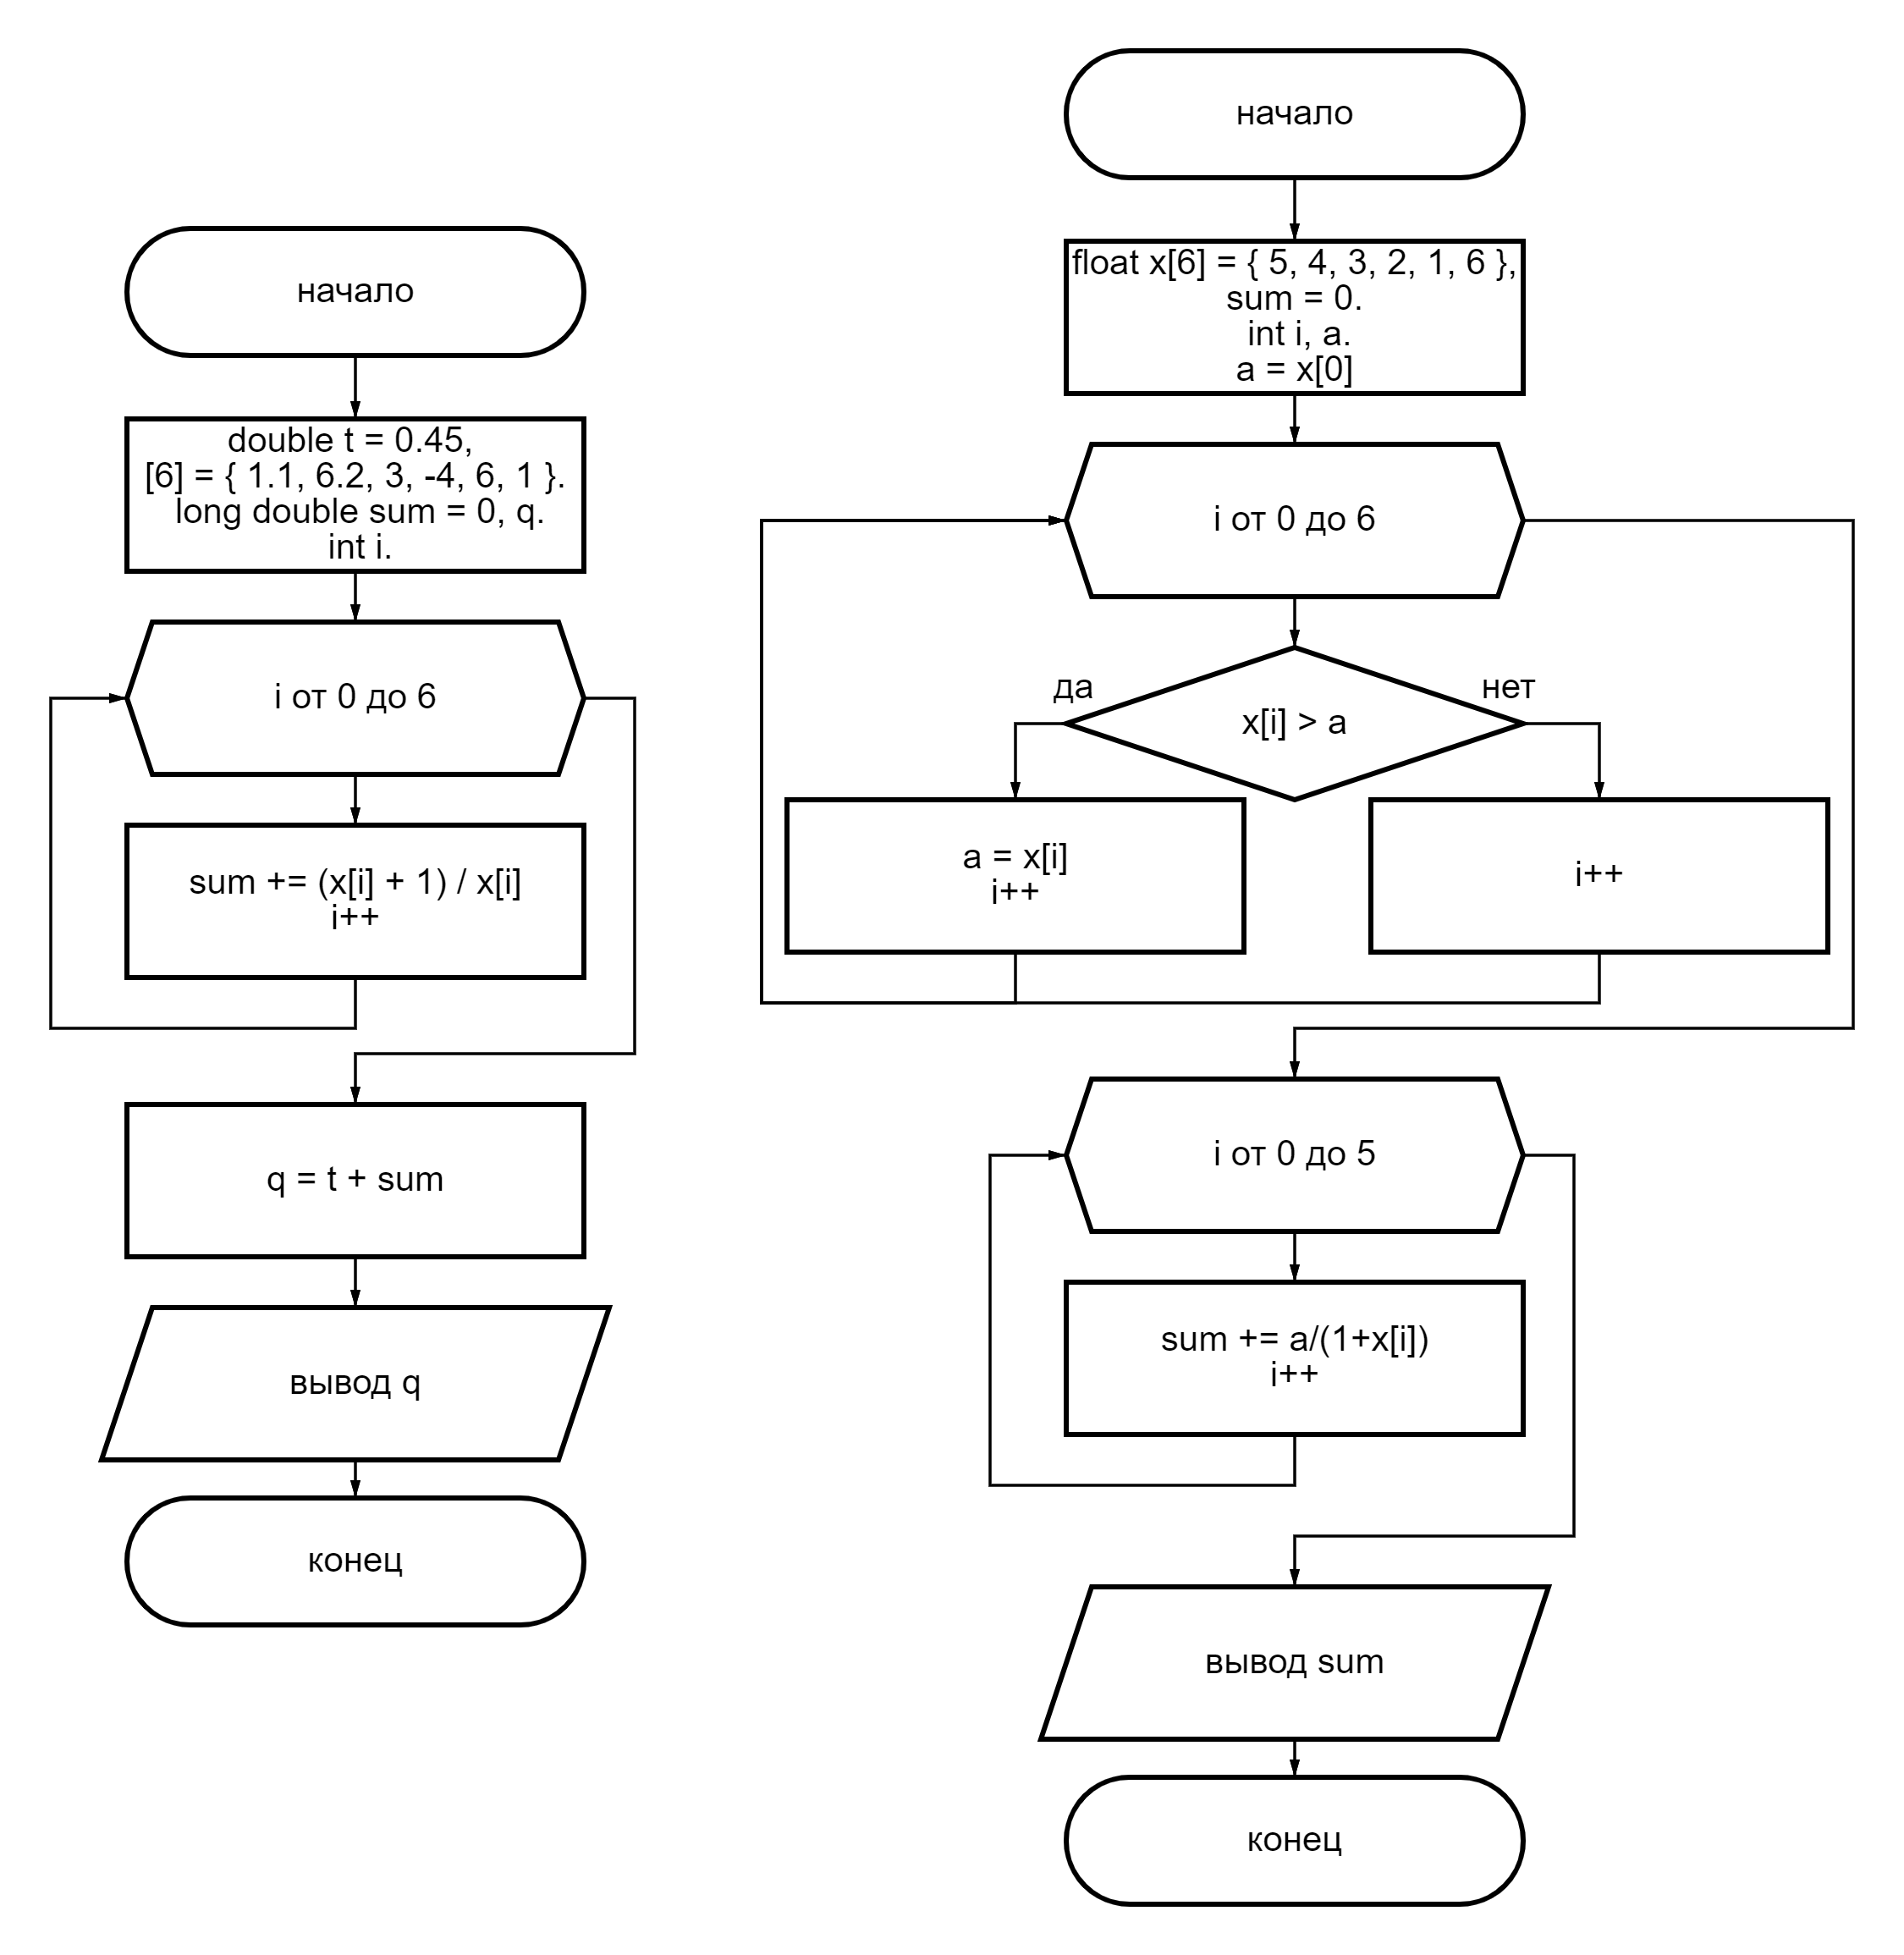 начало
double t = 0.45,
[6] = { 1.1, 6.2, 3, -4, 6, 1 }.
long double sum = 0, q.
int i.
i от 0 до 6
sum += (x[i] + 1) / x[i]
i++
q = t + sum
вывод q
конец
начало
float x[6] = { 5, 4, 3, 2, 1, 6 },
sum = 0.
int i, a.
a = x[0]
i от 0 до 6
да
нет
x[i] > a
a = x[i]
i++
i++
i от 0 до 5
sum += a/(1+x[i])
i++
вывод sum
конец